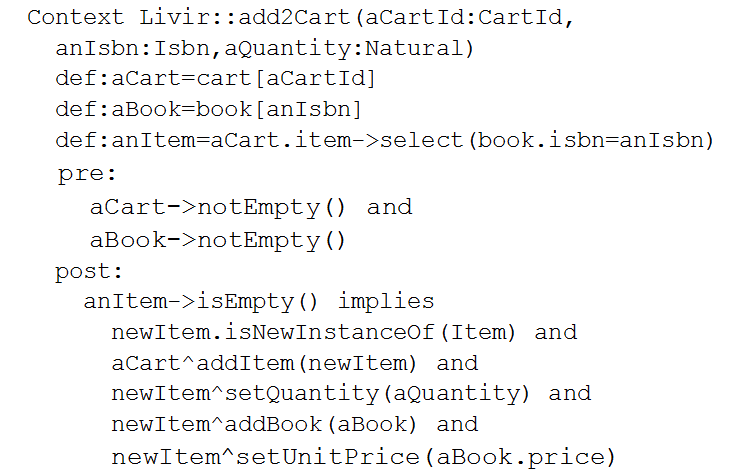 Context Livir::add2Cart(aCartId:CartId,
anIsbn:Isbn,aQuantity:Natural)
def:aCart=cart[aCartId]
def:aBook=book[anIsbn]
def:anItem=aCart.item->select(book.isbn=anIsbn)
pre:
aCart->notEmpty() and
aBook->notEmpty()
post:
anItem->isEmpty() implies
newItem.isNewInstanceOf(Item) and
aCart^addItem(newItem) and
newItem^setQuantity(aQuantity) and
newItem^addBook(aBook) and
newItem^setUnitPrice(aBook.price)